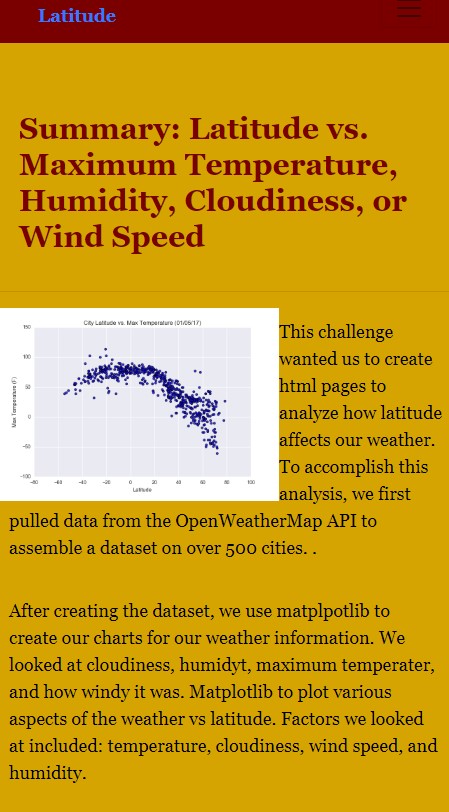 Latitude
Summary: Latitude vs.
Maximum Temperature,
Humidity, Cloudiness, or
Wind Speed
City Latitude vs. Max Temperature (01/05/17)
150
100
50
0
−50
−100
Max Temperature (F)
−80 −60 −40 −20 0 20 40 60 80 100
Latitude
This challenge
wanted us to create
html pages to
analyze how latitude
affects our weather.
To accomplish this
analysis, we first
pulled data from the OpenWeatherMap API to
assemble a dataset on over 500 cities. .
After creating the dataset, we use matplpotlib to
create our charts for our weather information. We
looked at cloudiness, humidyt, maximum temperater,
and how windy it was. Matplotlib to plot various
aspects of the weather vs latitude. Factors we looked
at included: temperature, cloudiness, wind speed, and
humidity.